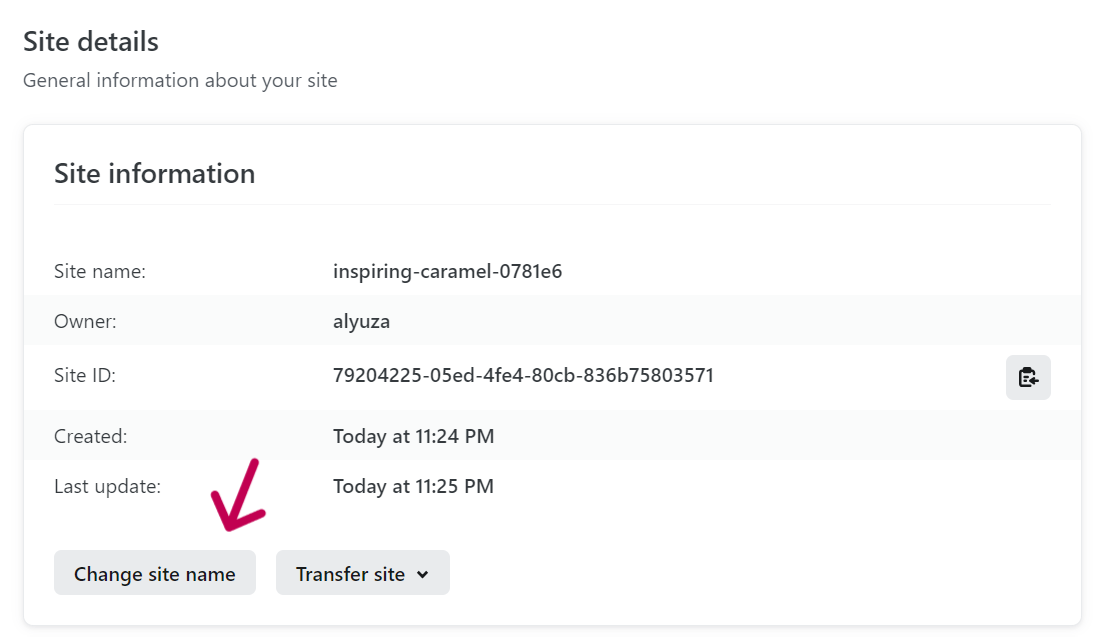 Site details
General information about your site
Site information
Site name: inspiring-caramel-0781e6
Owner: alyuza
Site ID: 79204225-05ed-4fe4-80cb-836b75803571
Created: Today at 11:24 PM
Last update: Today at 11:25 PM
Change site name Transfer site